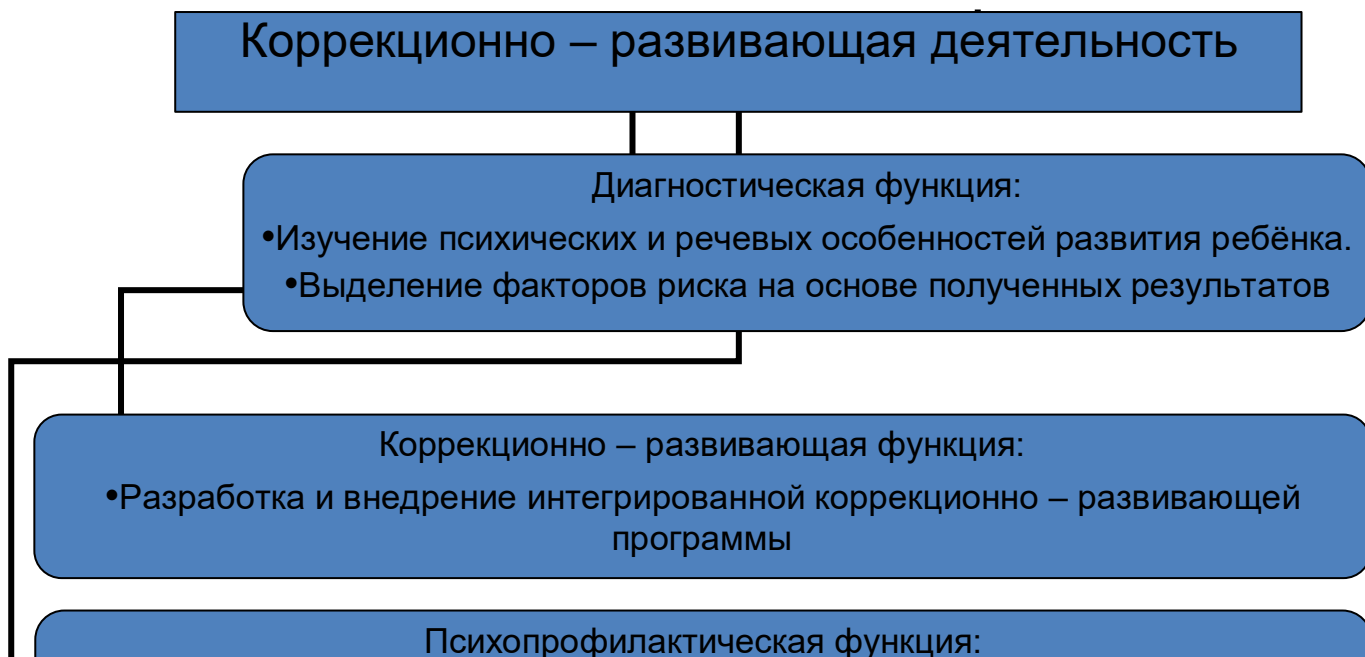 Коррекционно – развивающая деятельность
Диагностическая функция:
•Изучение психических и речевых особенностей развития ребёнка.
•Выделение факторов риска на основе полученных результатов
Коррекционно – развивающая функция:
•Разработка и внедрение интегрированной коррекционно – развивающей
программы
Психопрофилактическая функция: